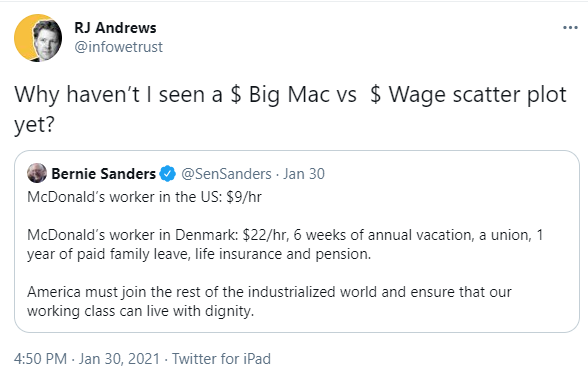 RJ Andrews
@infowetrust
Why haven't I seen a $ Big Mac vs  $ Wage scatter plot
yet?
Bernie Sanders @SenSanders · Jan 30
McDonald's worker in the US: $9/hr
McDonald's worker in Denmark: $22/hr, 6 weeks of annual vacation, a union, 1
year of paid family leave, life insurance and pension.
America must join the rest of the industrialized world and ensure that our
working class can live with dignity.
4:50 PM · Jan 30, 2021 · Twitter for iPad